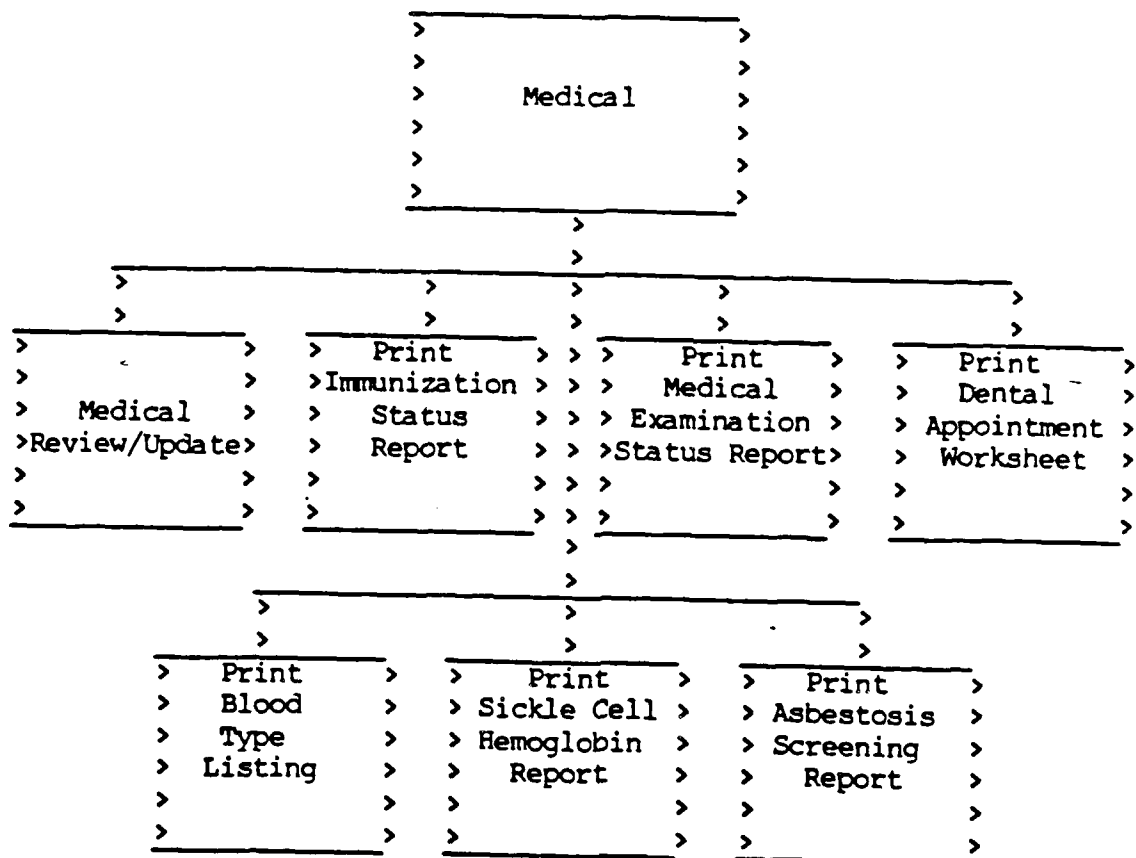 Medical
Medical
Review/Update
Print
Immunization
Status
Report
Print
Medical
Examination
Status Report
Print
Dental
Appointment
Worksheet
Print
Blood
Type
Listing
Print
Sickle Cell
Hemoglobin
Report
Print
Asbestosis
Screening
Report